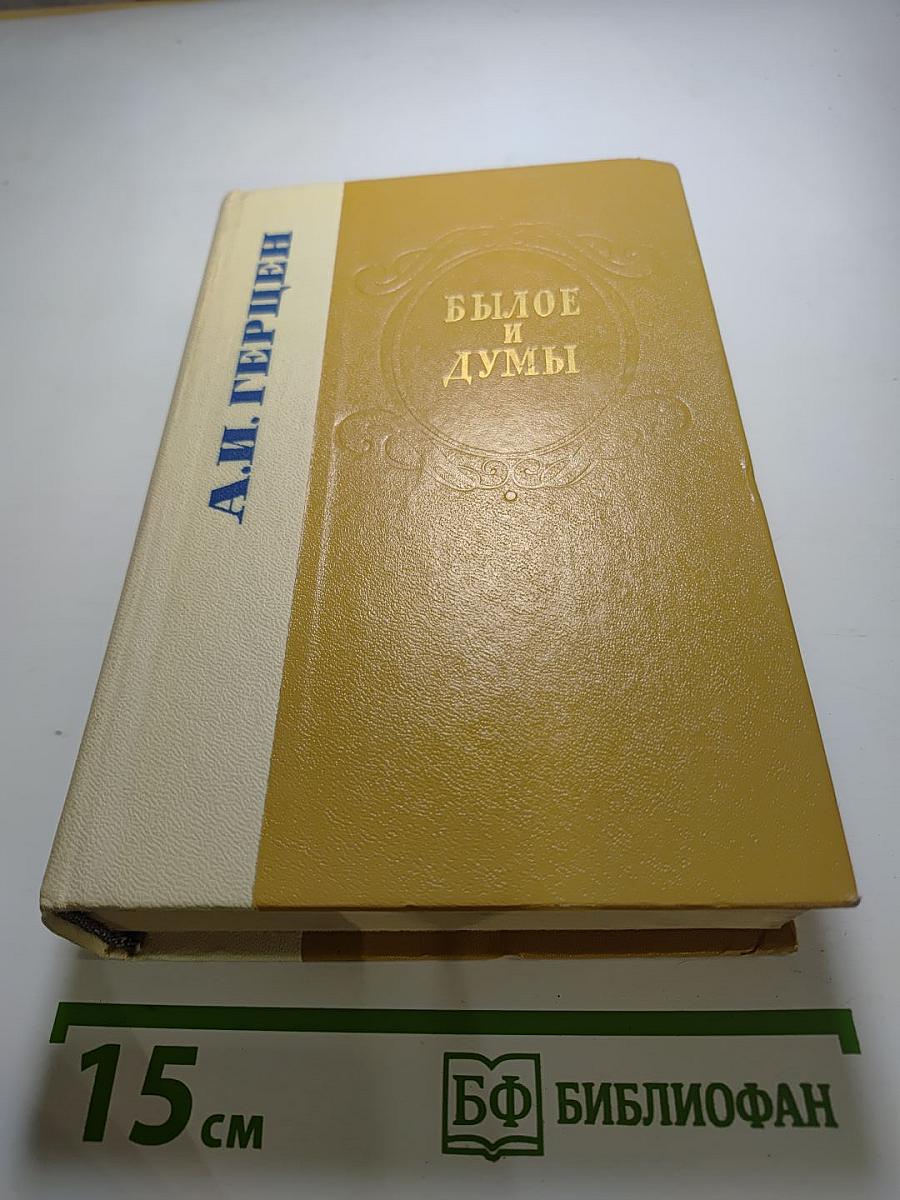 А.И. ГЕРЦЕН
БЫЛОЕ
И
ДУМЫ
15 см
БФ БИБЛИОФАН